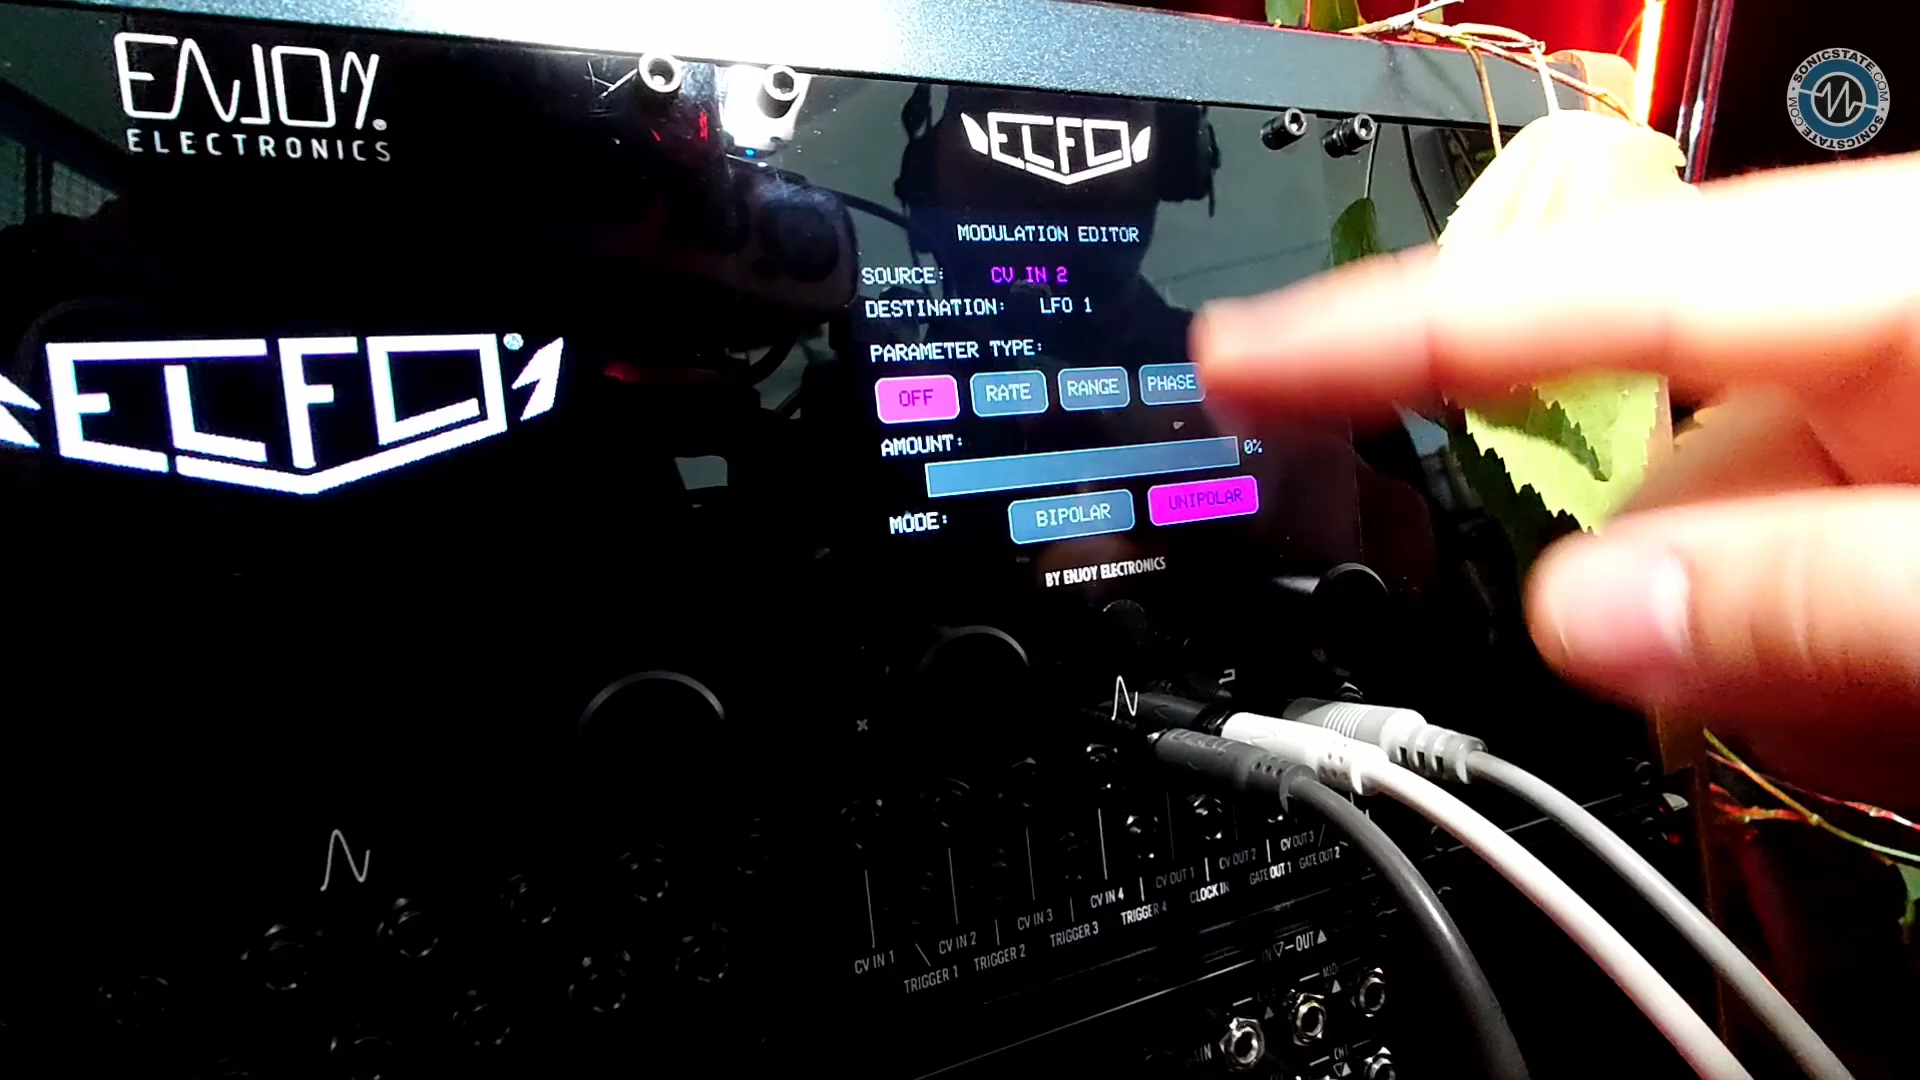 ENJOY.
ELECTRONICS
SONICSTATE.COM SONICSTATE.COM
ELFO
MODULATION EDITOR
SOURCE: CV IN 2
DESTINATION: LFO 1
PARAMETER TYPE:
OFF RATE RANGE PHASE
AMOUNT: 0%
MODE: BIPOLAR UNIPOLAR
BY ENJOY ELECTRONICS
ELFO
CV IN 1 CV IN 2 CV IN 3 CV IN 4 CV OUT 1 CV OUT 2 CV OUT 3 /
TRIGGER 1 TRIGGER 2 TRIGGER 3 TRIGGER 4 CLOCK IN GATE OUT 1 GATE OUT 2
IN OUT